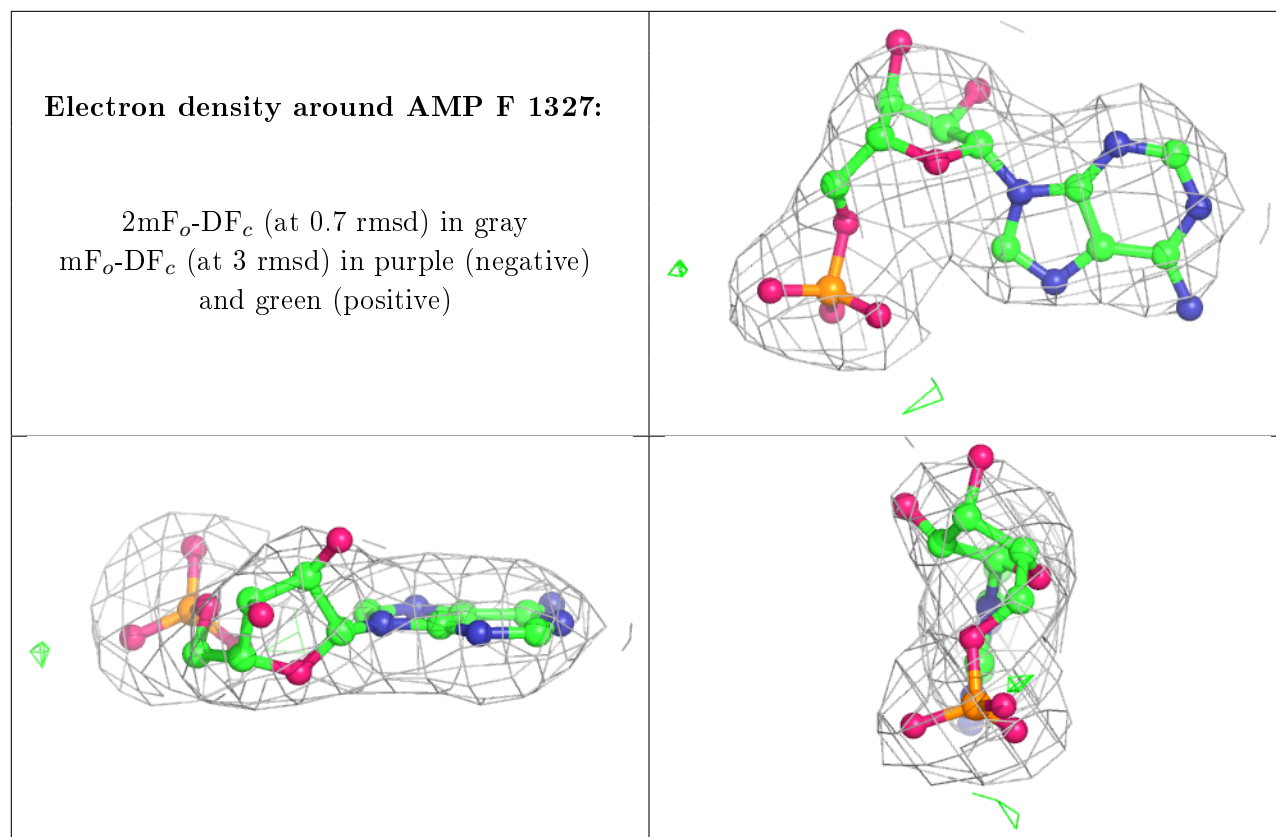 Electron density around AMP F 1327:
2mFo-DFc (at 0.7 rmsd) in gray
mFo-DFc (at 3 rmsd) in purple (negative)
and green (positive)